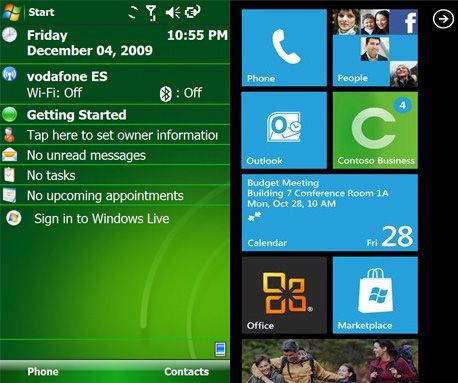 Start
Friday 10:55 PM
December 04, 2009
vodafone ES
Wi-Fi: Off : Off
Getting Started
Tap here to set owner information
No unread messages
No tasks
No upcoming appointments
Sign in to Windows Live
Phone Contacts
Phone
People
f
Outlook
4
Contoso Business
Budget Meeting
Building 7 Conference Room 1A
Mon, Oct 28, 10 AM
Calendar Fri 28
Office
Marketplace